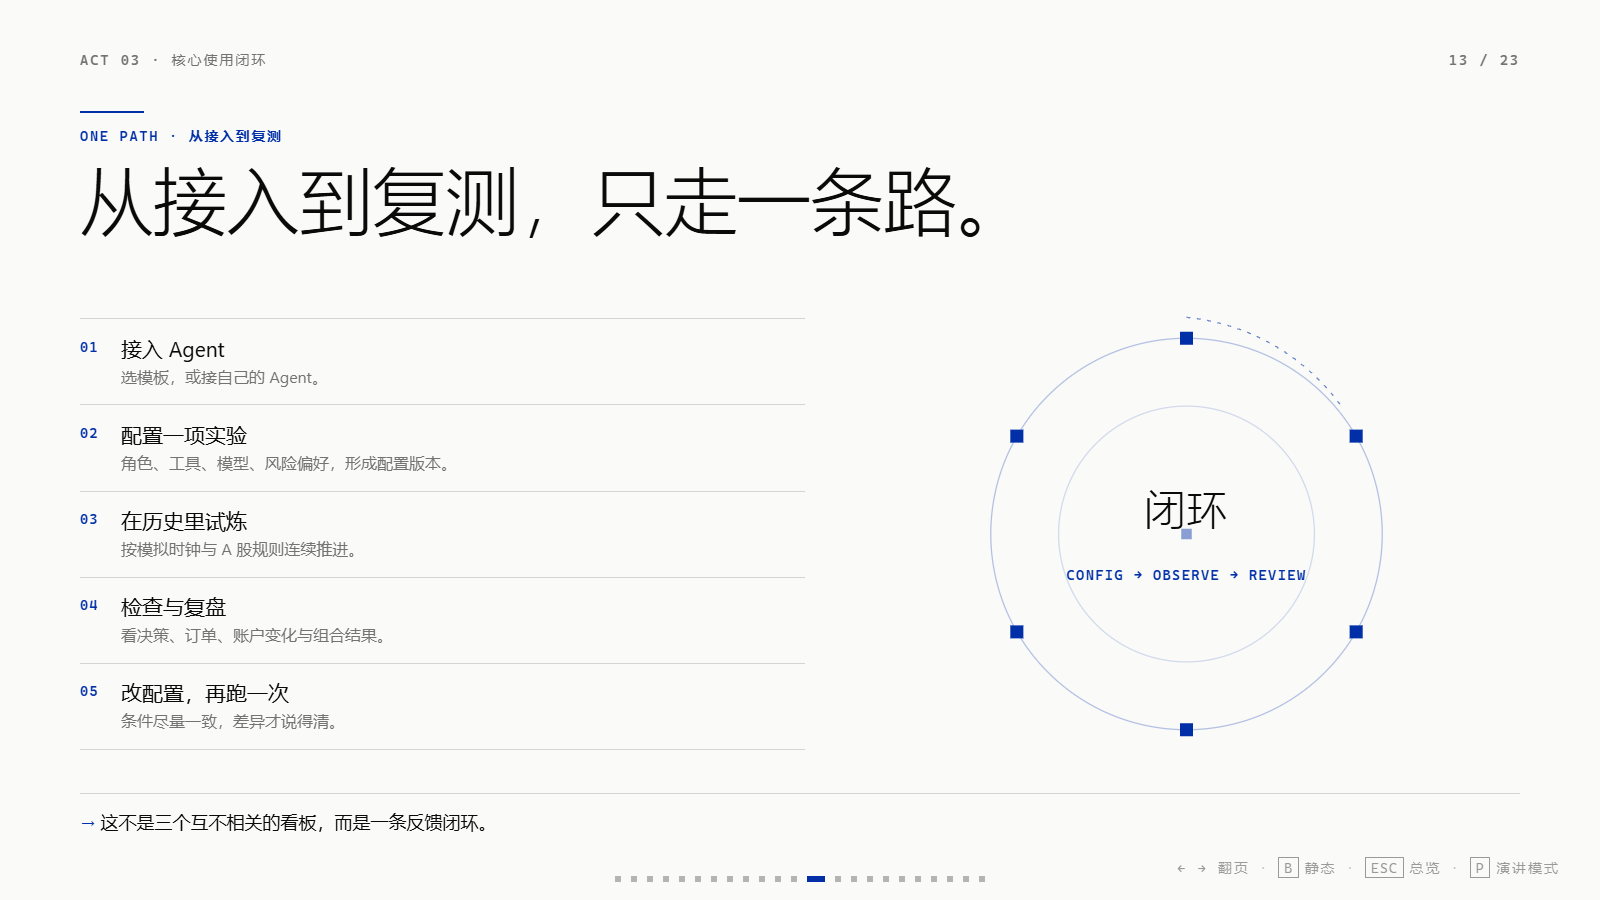 ACT 03 · 核心使用闭环
13 / 23
ONE PATH · 从接入到复测
从接入到复测，只走一条路。
01 接入 Agent
选模板，或接自己的 Agent。
02 配置一项实验
角色、工具、模型、风险偏好，形成配置版本。
03 在历史里试炼
按模拟时钟与 A 股规则连续推进。
04 检查与复盘
看决策、订单、账户变化与组合结果。
05 改配置，再跑一次
条件尽量一致，差异才说得清。
闭环
CONFIG → OBSERVE → REVIEW
→ 这不是三个互不相关的看板，而是一条反馈闭环。
← → 翻页 · B 静态 · ESC 总览 · P 演讲模式